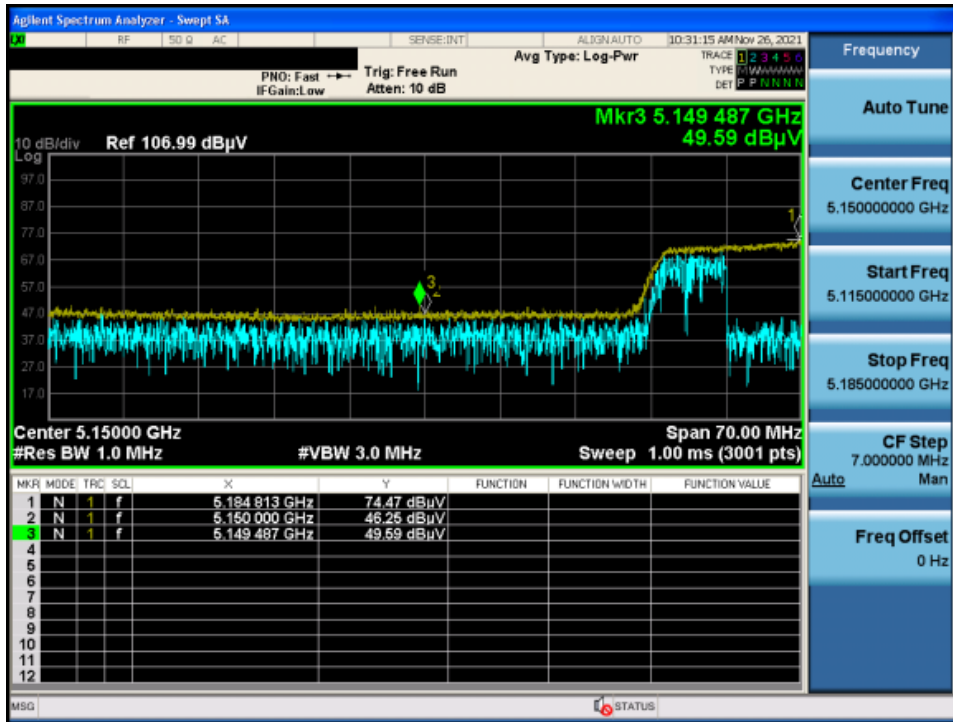 Agilent Spectrum Analyzer - Swept SA
LXI RF 50 Ω AC SENSE:INT ALIGNAUTO 10:31:15 AM Nov 26, 2021
Avg Type: Log-Pwr TRACE 1 2 3 4 5 6
PNO: Fast Trig: Free Run TYPE M W W W W W
IFGain:Low Atten: 10 dB DET P P N N N N
Mkr3 5.149 487 GHz
49.59 dBμV
10 dB/div Ref 106.99 dBμV
Log
97.0
87.0
77.0
67.0
57.0
47.0
37.0
27.0
17.0
1
3
2
Center 5.15000 GHz Span 70.00 MHz
#Res BW 1.0 MHz #VBW 3.0 MHz Sweep 1.00 ms (3001 pts)
MKR MODE TRC SCL X Y FUNCTION FUNCTION WIDTH FUNCTION VALUE
1 N 1 f 5.184 813 GHz 74.47 dBμV
2 N 1 f 5.150 000 GHz 46.25 dBμV
3 N 1 f 5.149 487 GHz 49.59 dBμV
4
5
6
7
8
9
10
11
12
MSG STATUS
Frequency
Auto Tune
Center Freq
5.150000000 GHz
Start Freq
5.115000000 GHz
Stop Freq
5.185000000 GHz
CF Step
7.000000 MHz
Auto Man
Freq Offset
0 Hz